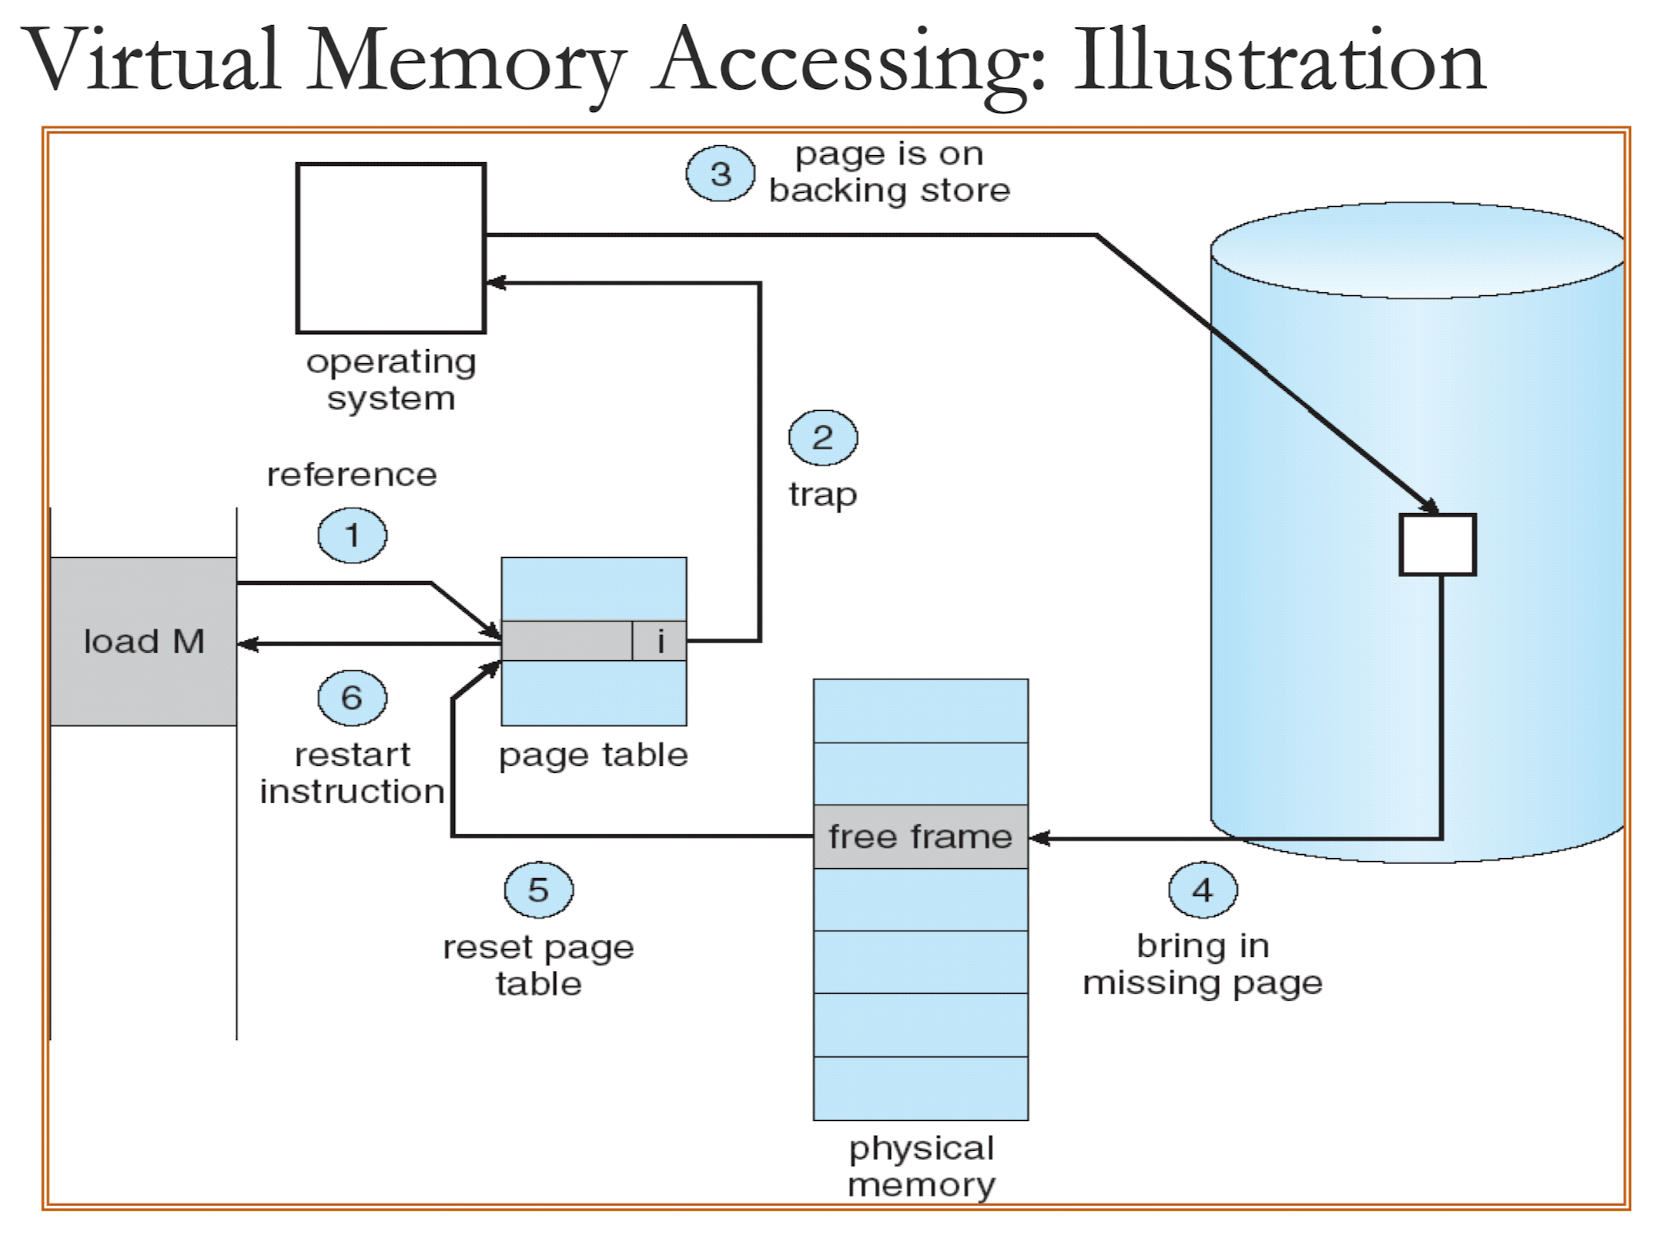 Virtual Memory Accessing: Illustration
3
page is on
backing store
operating
system
2
trap
reference
1
load M
i
6
restart
instruction
page table
free frame
5
reset page
table
4
bring in
missing page
physical
memory